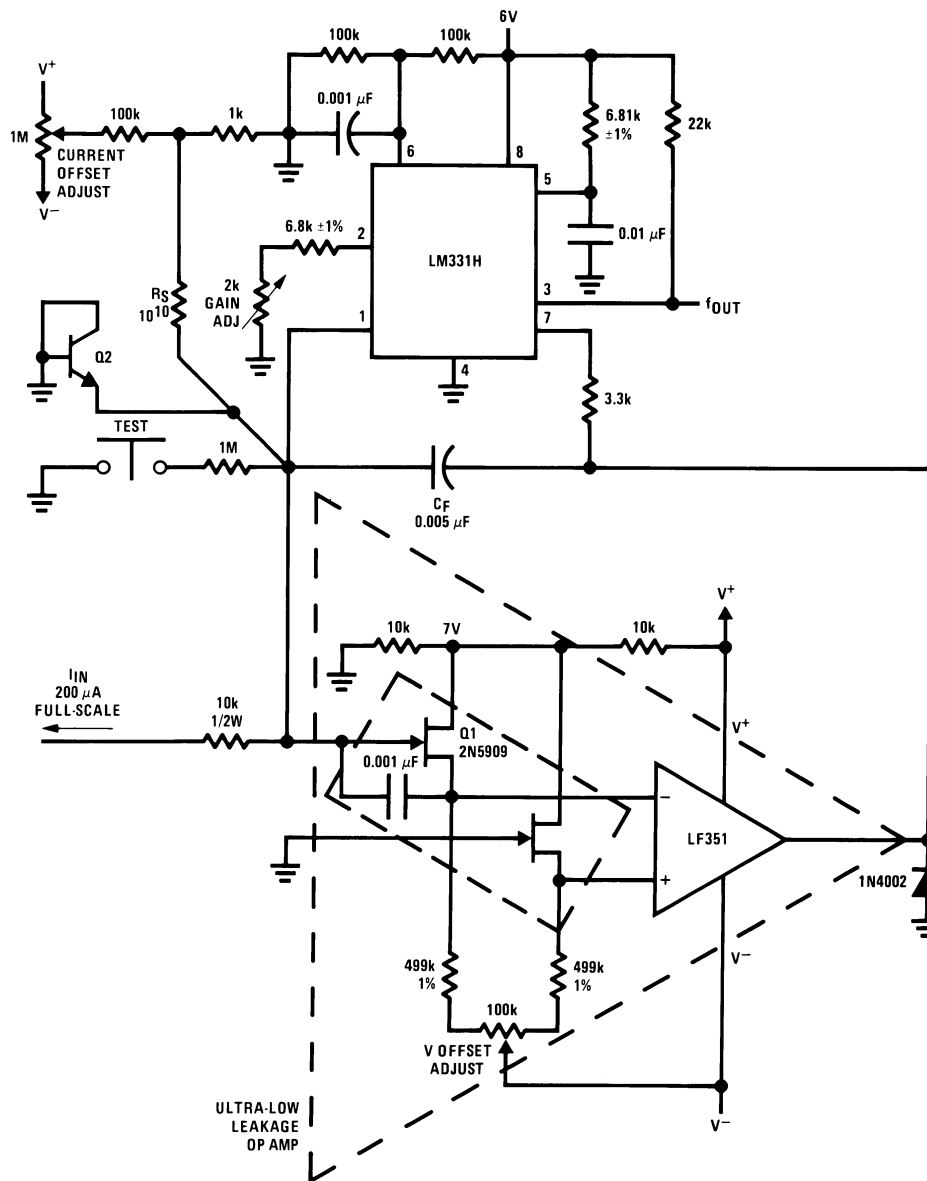 6V
100k
100k
V+
0.001 µF
100k
1k
6.81k
±1%
22k
1M
CURRENT
OFFSET
ADJUST
6
8
V−
5
6.8k ±1%
2
0.01 µF
LM331H
RS
10^10
2k
GAIN
ADJ
3
fOUT
1
7
Q2
4
3.3k
TEST
1M
CF
0.005 µF
V+
10k
7V
10k
IIN
200 µA
FULL-SCALE
10k
1/2W
Q1
2N5909
V+
0.001 µF
−
LF351
+
1N4002
V−
499k
1%
499k
1%
100k
V OFFSET
ADJUST
ULTRA-LOW
LEAKAGE
OP AMP
V−